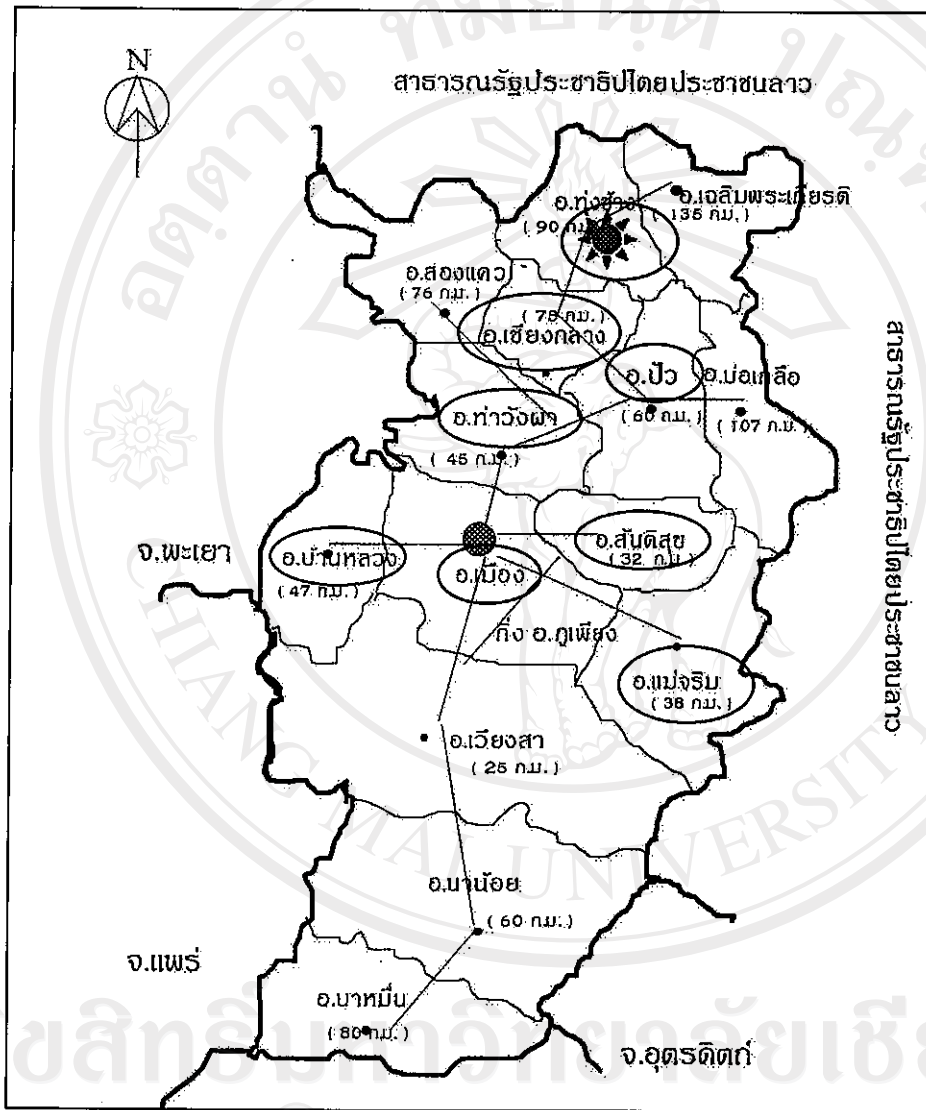 N
สาธารณรัฐประชาธิปไตยประชาชนลาว
อ.เฉลิมพระเกียรติ
( 135 ก.ม.)
อ.ทุ่งช้าง
( 90 ก.ม.)
อ.สองแคว
( 76 ก.ม.)
( 78 ก.ม.)
อ.เชียงกลาง
อ.ปัว
( 60 ก.ม.)
อ.บ่อเกลือ
( 107 ก.ม.)
อ.ท่าวังผา
( 45 ก.ม.)
สาธารณรัฐประชาธิปไตยประชาชนลาว
จ.พะเยา
อ.บ้านหลวง
( 47 ก.ม.)
อ.เมือง
อ.สันติสุข
( 32 ก.ม.)
กิ่ง อ.ภูเพียง
อ.แม่จริม
( 38 ก.ม.)
อ.เวียงสา
( 25 ก.ม.)
อ.นาน้อย
( 60 ก.ม.)
จ.แพร่
อ.นาหมื่น
( 80 ก.ม.)
จ.อุตรดิตถ์
CHIANG MAI UNIVERSITY